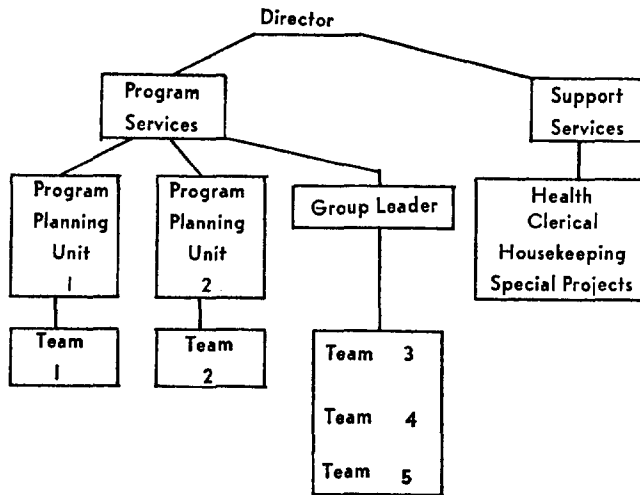 Director
Program
Services
Support
Services
Program
Planning
Unit
1
Program
Planning
Unit
2
Group Leader
Health
Clerical
Housekeeping
Special Projects
Team
1
Team
2
Team 3
Team 4
Team 5